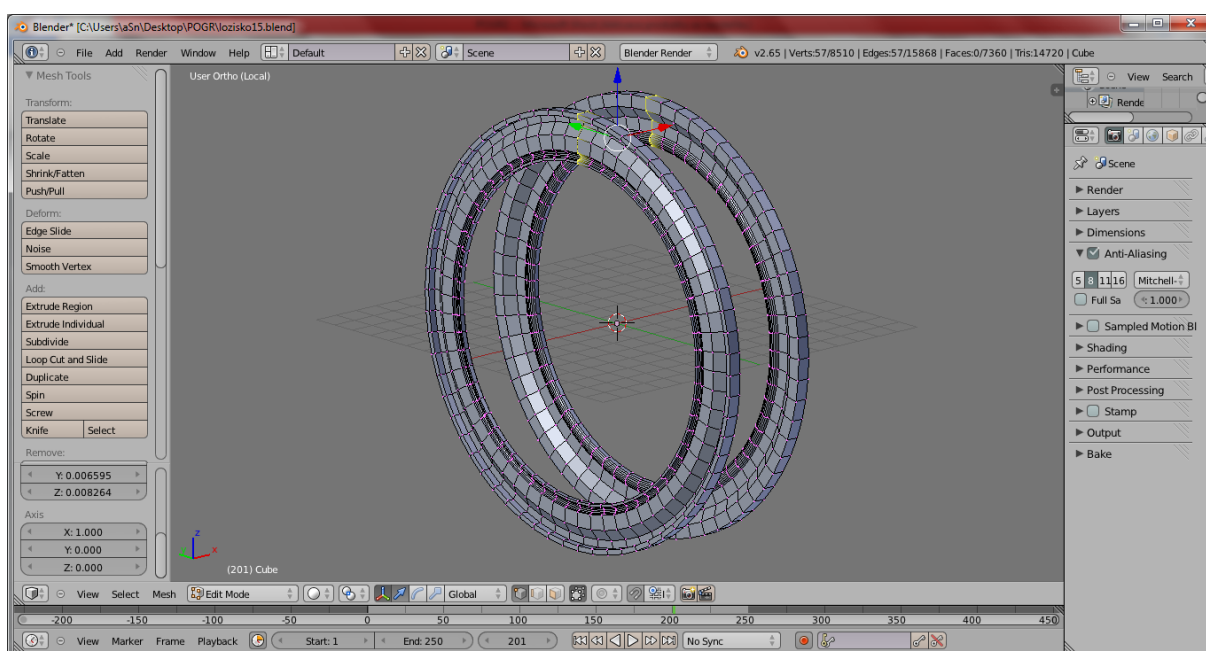 Blender* [C:\Users\aSn\Desktop\POGR\lozisko15.blend]
File Add Render Window Help Default Scene Blender Render v2.65 | Verts:57/8510 | Edges:57/15868 | Faces:0/7360 | Tris:14720 | Cube
Mesh Tools
Transform:
Translate
Rotate
Scale
Shrink/Fatten
Push/Pull
Deform:
Edge Slide
Noise
Smooth Vertex
Add:
Extrude Region
Extrude Individual
Subdivide
Loop Cut and Slide
Duplicate
Spin
Screw
Knife Select
Remove:
Y: 0.006595
Z: 0.008264
Axis
X: 1.000
Y: 0.000
Z: 0.000
User Ortho (Local)
z
x
(201) Cube
View Search
Rende
Scene
Render
Layers
Dimensions
Anti-Aliasing
5 8 11 16 Mitchell-
Full Sa : 1.000
Sampled Motion Bl
Shading
Performance
Post Processing
Stamp
Output
Bake
View Select Mesh Edit Mode Global
-200 -150 -100 -50 0 50 100 150 200 250 300 350 400 450
View Marker Frame Playback Start: 1 End: 250 201 No Sync